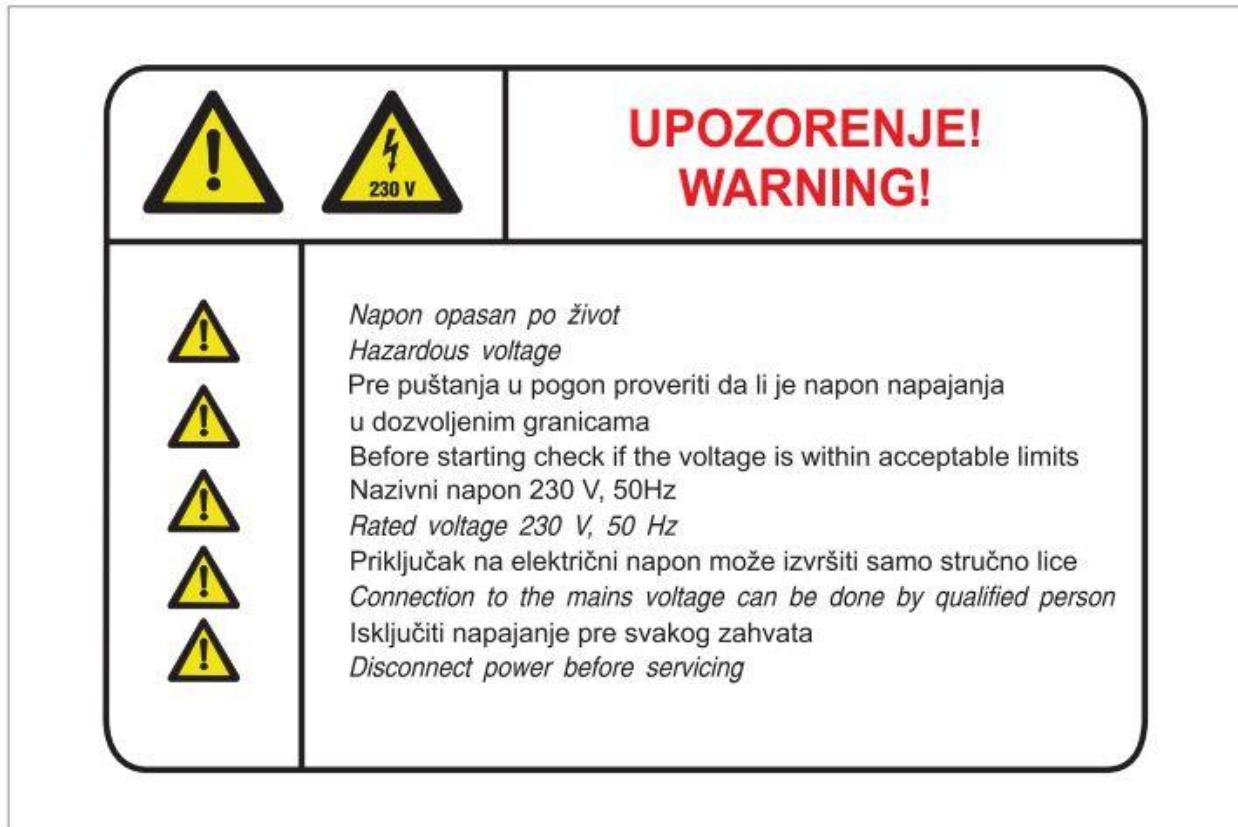 230 V
UPOZORENJE!
WARNING!
Napon opasan po život
Hazardous voltage
Pre puštanja u pogon proveriti da li je napon napajanja
u dozvoljenim granicama
Before starting check if the voltage is within acceptable limits
Nazivni napon 230 V, 50Hz
Rated voltage 230 V, 50 Hz
Priključak na električni napon može izvršiti samo stručno lice
Connection to the mains voltage can be done by qualified person
Isključiti napajanje pre svakog zahvata
Disconnect power before servicing